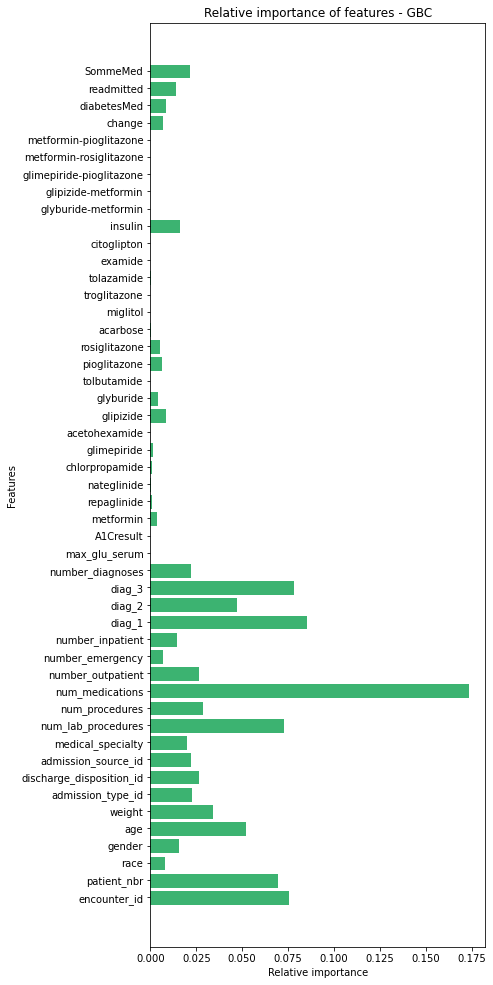 Relative importance of features - GBC
SommeMed
readmitted
diabetesMed
change
metformin-pioglitazone
metformin-rosiglitazone
glimepiride-pioglitazone
glipizide-metformin
glyburide-metformin
insulin
citoglipton
examide
tolazamide
troglitazone
miglitol
acarbose
rosiglitazone
pioglitazone
tolbutamide
glyburide
glipizide
acetohexamide
glimepiride
chlorpropamide
nateglinide
repaglinide
metformin
A1Cresult
max_glu_serum
number_diagnoses
diag_3
diag_2
diag_1
number_inpatient
number_emergency
number_outpatient
num_medications
num_procedures
num_lab_procedures
medical_specialty
admission_source_id
discharge_disposition_id
admission_type_id
weight
age
gender
race
patient_nbr
encounter_id
Features
0.000 0.025 0.050 0.075 0.100 0.125 0.150 0.175
Relative importance